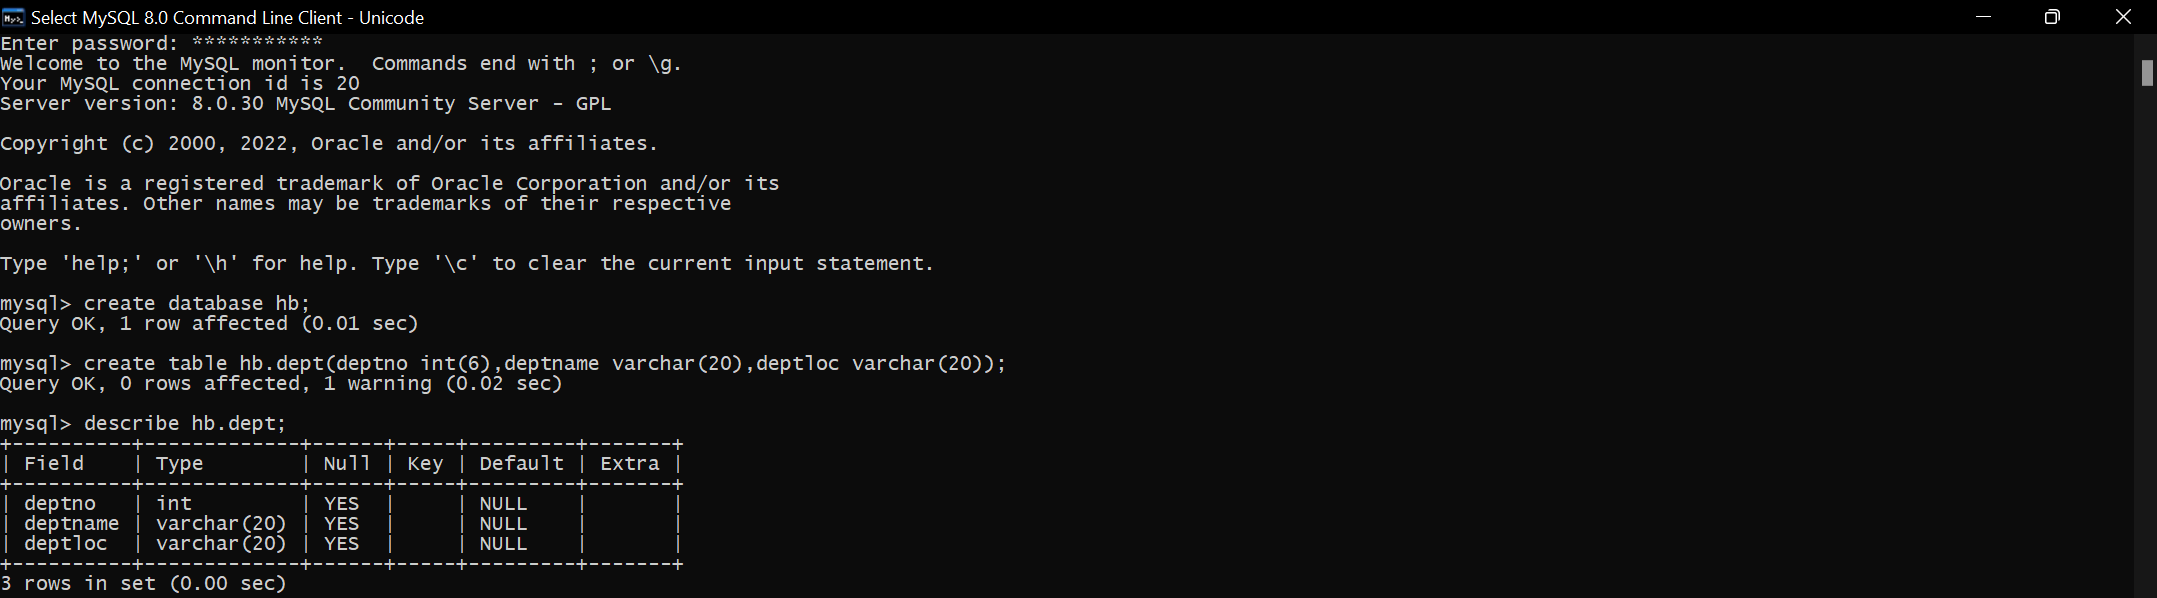 Select MySQL 8.0 Command Line Client - Unicode
Enter password: ***********
Welcome to the MySQL monitor.  Commands end with ; or \g.
Your MySQL connection id is 20
Server version: 8.0.30 MySQL Community Server - GPL
Copyright (c) 2000, 2022, Oracle and/or its affiliates.
Oracle is a registered trademark of Oracle Corporation and/or its
affiliates. Other names may be trademarks of their respective
owners.
Type 'help;' or '\h' for help. Type '\c' to clear the current input statement.
mysql> create database hb;
Query OK, 1 row affected (0.01 sec)
mysql> create table hb.dept(deptno int(6),deptname varchar(20),deptloc varchar(20));
Query OK, 0 rows affected, 1 warning (0.02 sec)
mysql> describe hb.dept;
+----------+-------------+------+-----+---------+-------+
| Field    | Type        | Null | Key | Default | Extra |
+----------+-------------+------+-----+---------+-------+
| deptno   | int         | YES  |     | NULL    |       |
| deptname | varchar(20) | YES  |     | NULL    |       |
| deptloc  | varchar(20) | YES  |     | NULL    |       |
+----------+-------------+------+-----+---------+-------+
3 rows in set (0.00 sec)